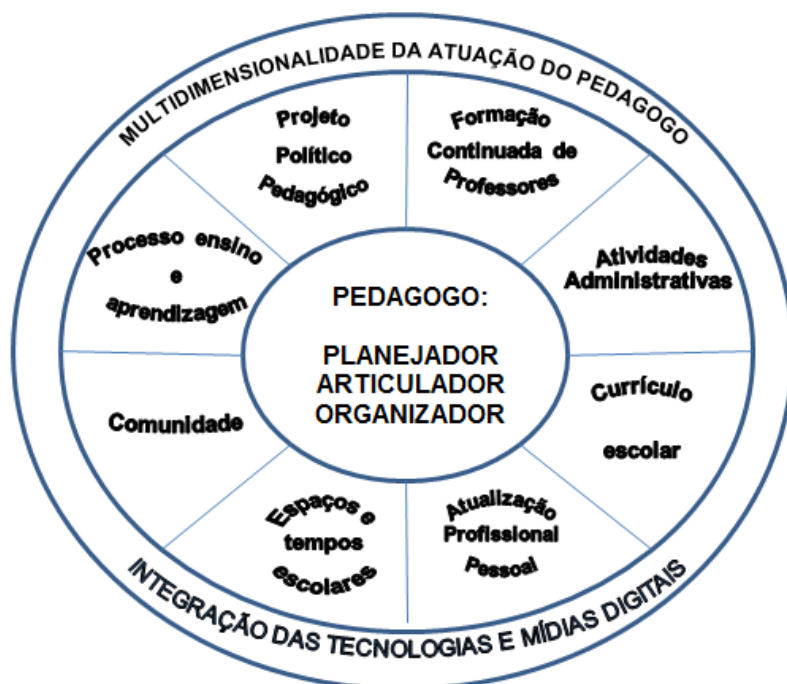 MULTIDIMENSIONALIDADE DA ATUAÇÃO DO PEDAGOGO
Projeto
Político
Pedagógico
Formação
Continuada de
Professores
Processo ensino
e
aprendizagem
Atividades
Administrativas
PEDAGOGO:
PLANEJADOR
ARTICULADOR
ORGANIZADOR
Comunidade
Currículo
escolar
Espaços e
tempos
escolares
Atualização
Profissional
Pessoal
INTEGRAÇÃO DAS TECNOLOGIAS E MÍDIAS DIGITAIS